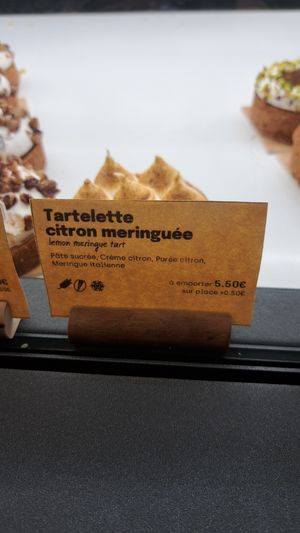 Tartelette
citron meringuée
lemon meringue tart
Pâte sucrée, Crème citron, Purée citron,
Meringue italienne
à emporter 5.50€
sur place +0.50€